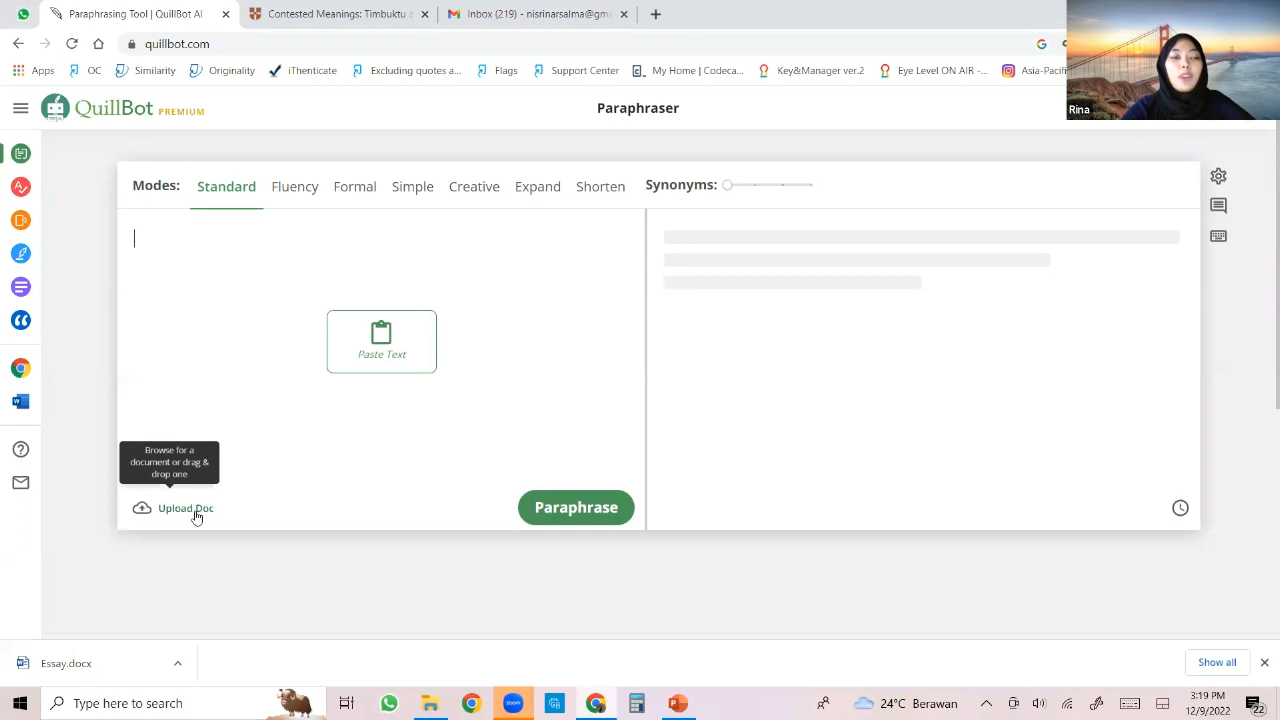 Paraphrasing Tool | QuillBot AI
Contested Meanings: Timbuktu a
Inbox (219) - nisrinarsalma@gm
quillbot.com
Apps
OC
Similarity
Originality
iThenticate
Excluding quotes a...
Flags
Support Center
My Home | Codeca...
Key&Manager ver.2
Eye Level ON AIR -...
Asia-Pacif
Rina
QuillBot PREMIUM
Paraphraser
Modes: Standard Fluency Formal Simple Creative Expand Shorten Synonyms:
Paste Text
Browse for a
document or drag &
drop one
Upload Doc
Paraphrase
Essay.docx
Show all
Type here to search
zoom
24°C Berawan
3:19 PM
12/9/2022
22